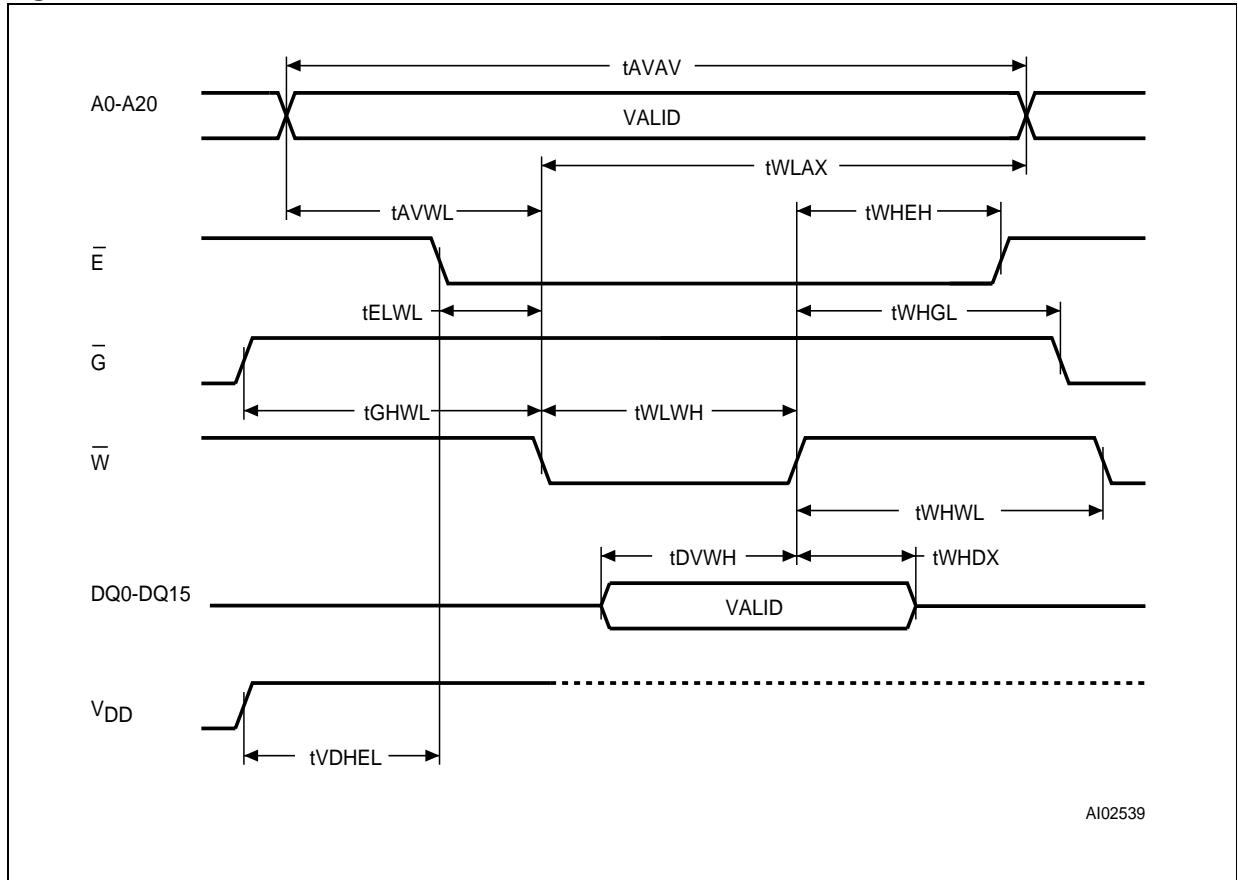 tAVAV
A0-A20
VALID
tWLAX
tAVWL
tWHEH
E̅
tELWL
tWHGL
G̅
tGHWL
tWLWH
W̅
tWHWL
tDVWH
tWHDX
DQ0-DQ15
VALID
VDD
tVDHEL
AI02539